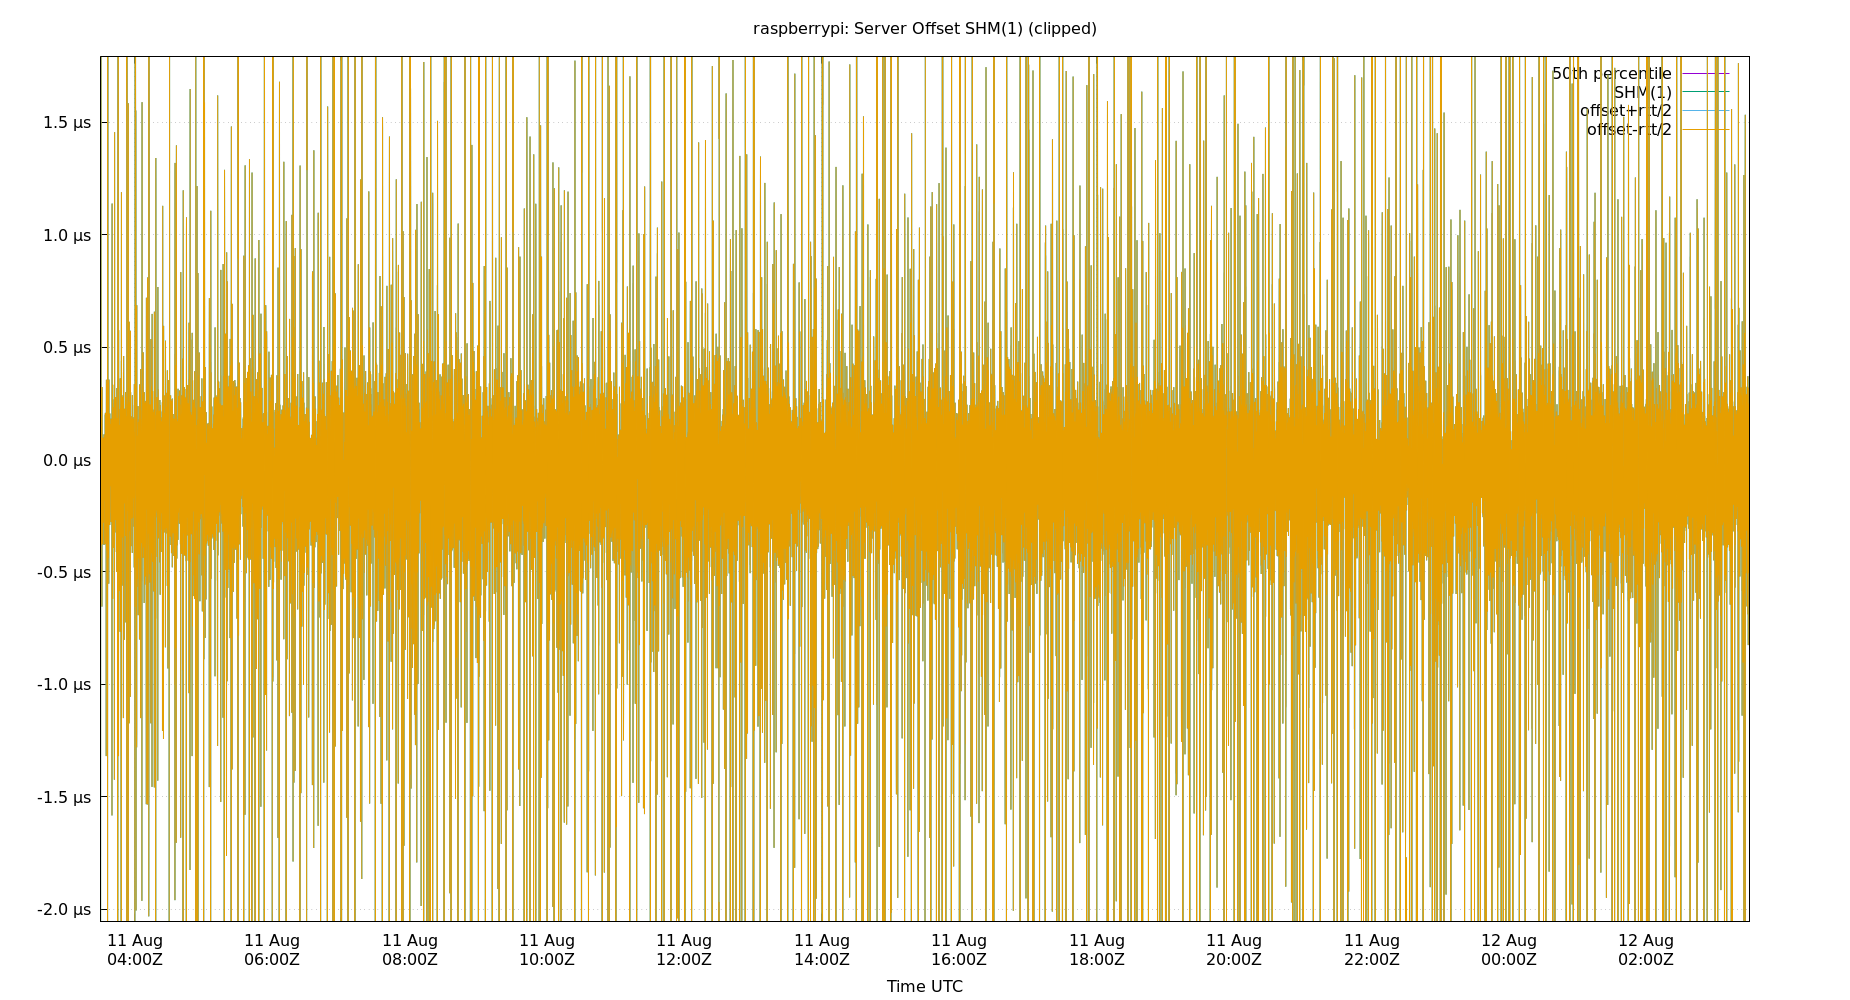 raspberrypi: Server Offset SHM(1) (clipped)
50th percentile
SHM(1)
offset+rtt/2
offset-rtt/2
1.5 µs
1.0 µs
0.5 µs
0.0 µs
-0.5 µs
-1.0 µs
-1.5 µs
-2.0 µs
11 Aug 11 Aug 11 Aug 11 Aug 11 Aug 11 Aug 11 Aug 11 Aug 11 Aug 11 Aug 12 Aug 12 Aug
04:00Z 06:00Z 08:00Z 10:00Z 12:00Z 14:00Z 16:00Z 18:00Z 20:00Z 22:00Z 00:00Z 02:00Z
Time UTC